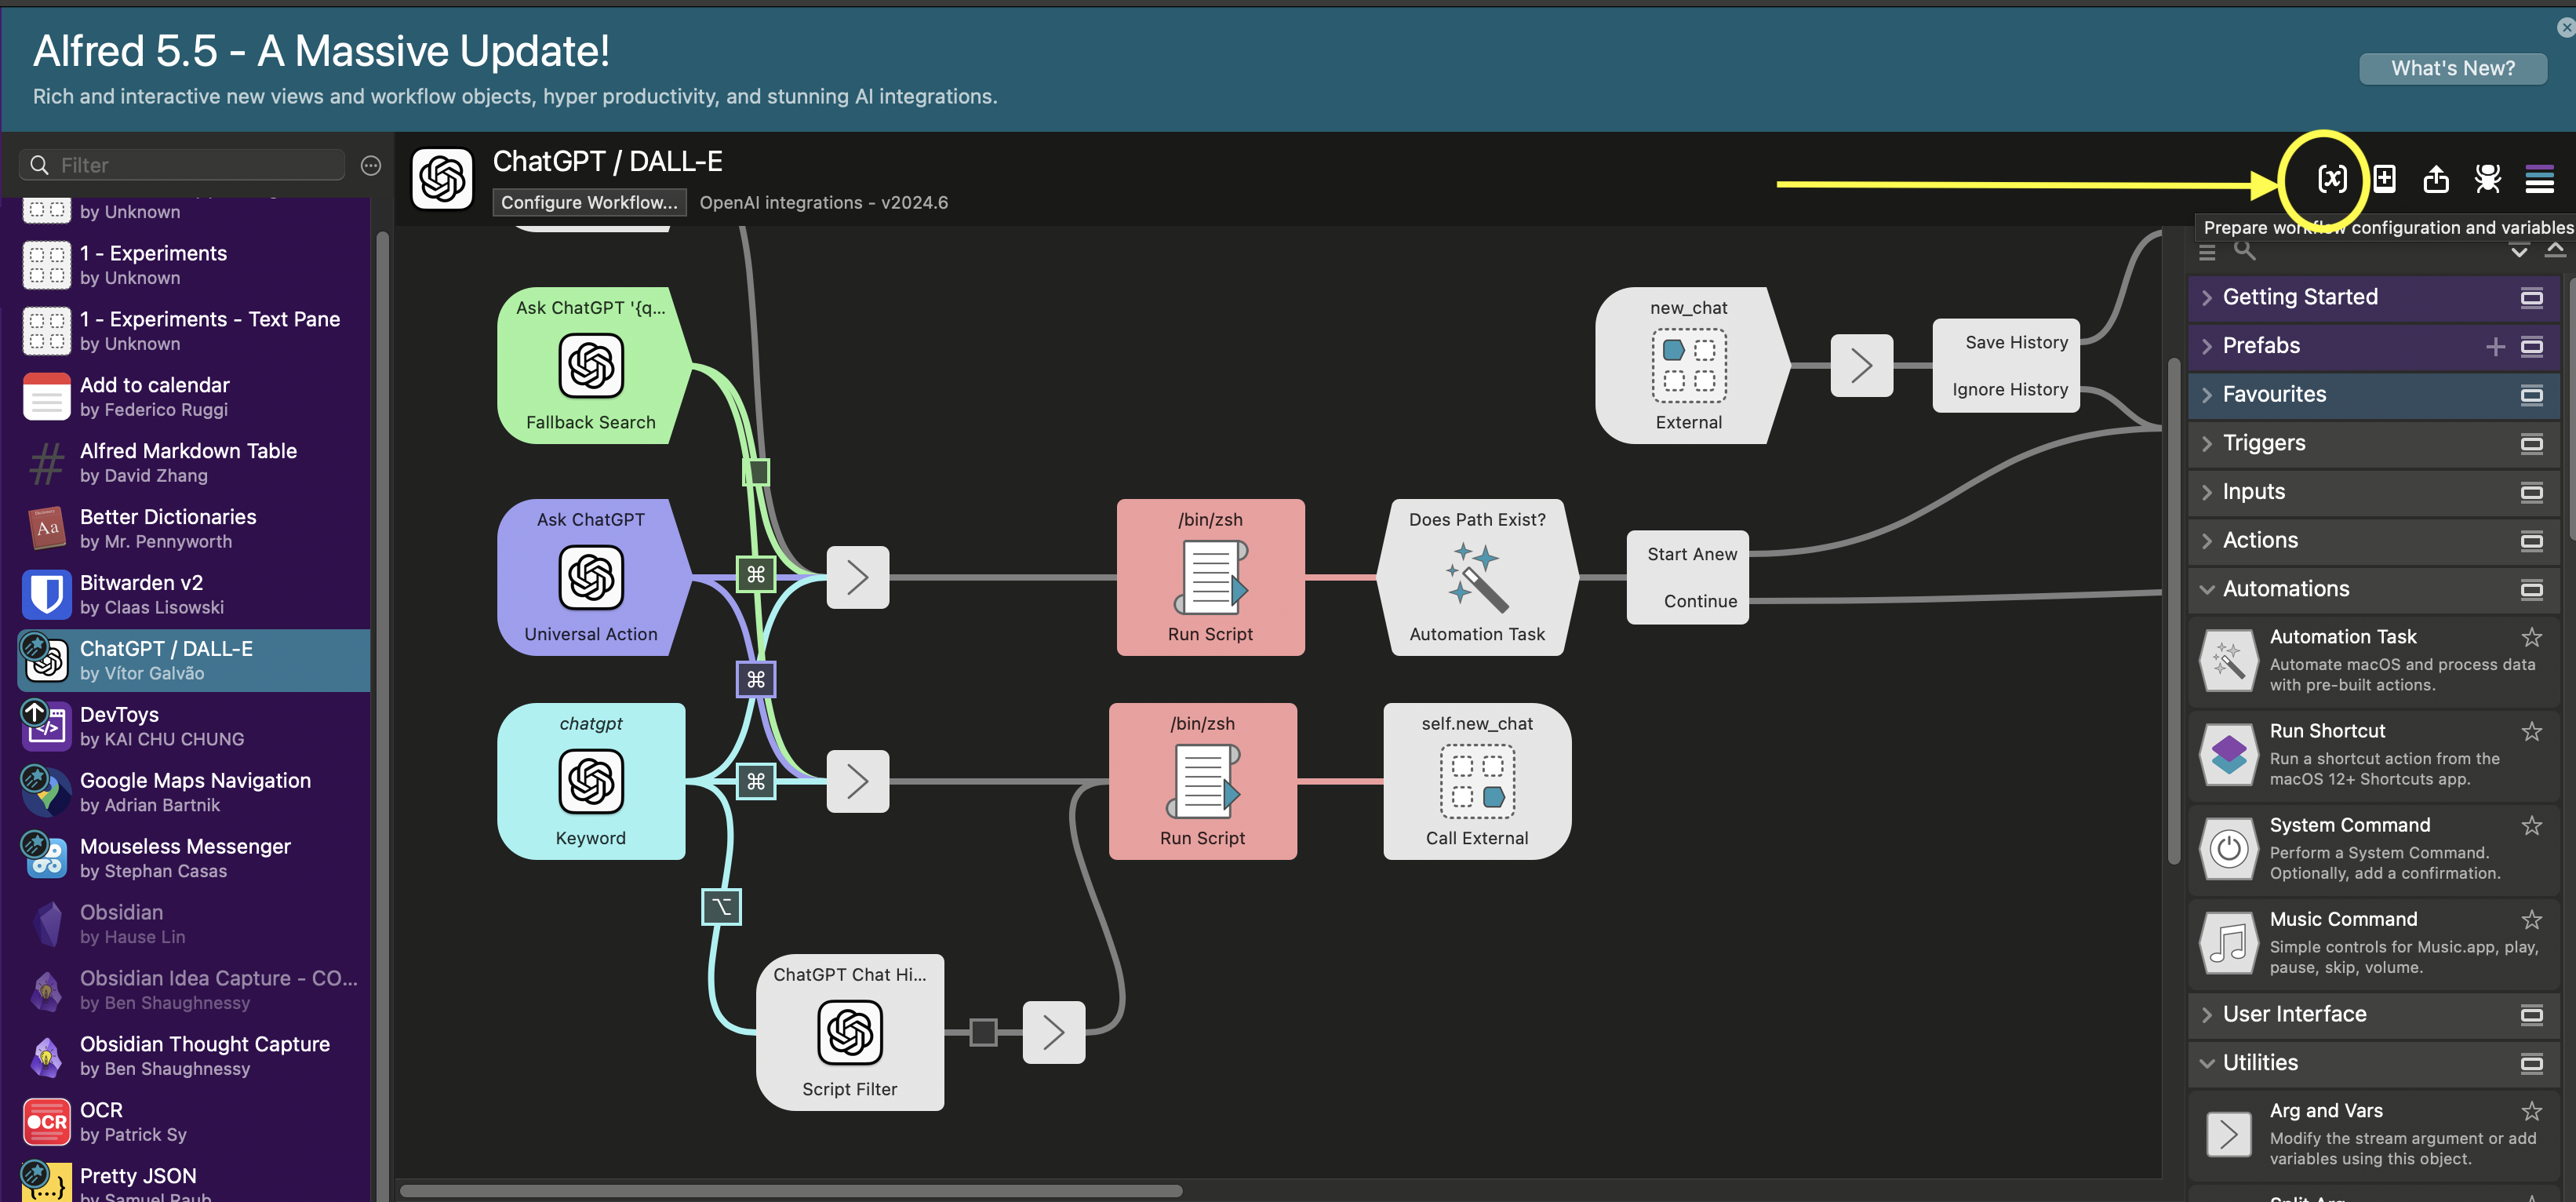 Alfred 5.5 - A Massive Update!
Rich and interactive new views and workflow objects, hyper productivity, and stunning AI integrations.
What's New?
Filter
by Unknown
1 - Experiments
by Unknown
1 - Experiments - Text Pane
by Unknown
Add to calendar
by Federico Ruggi
Alfred Markdown Table
by David Zhang
Better Dictionaries
by Mr. Pennyworth
Bitwarden v2
by Claas Lisowski
ChatGPT / DALL-E
by Vítor Galvão
DevToys
by KAI CHU CHUNG
Google Maps Navigation
by Adrian Bartnik
Mouseless Messenger
by Stephan Casas
Obsidian
by Hause Lin
Obsidian Idea Capture - CO...
by Ben Shaughnessy
Obsidian Thought Capture
by Ben Shaughnessy
OCR
OCR
by Patrick Sy
Pretty JSON
by Samuel Raub
ChatGPT / DALL-E
Configure Workflow...
OpenAI integrations - v2024.6
Ask ChatGPT '{q...
Fallback Search
Ask ChatGPT
Universal Action
chatgpt
Keyword
ChatGPT Chat Hi...
Script Filter
/bin/zsh
Run Script
Does Path Exist?
Automation Task
Start Anew
Continue
/bin/zsh
Run Script
self.new_chat
Call External
new_chat
External
Save History
Ignore History
Prepare workflow configuration and variables
Getting Started
Prefabs
Favourites
Triggers
Inputs
Actions
Automations
Automation Task
Automate macOS and process data
with pre-built actions.
Run Shortcut
Run a shortcut action from the
macOS 12+ Shortcuts app.
System Command
Perform a System Command.
Optionally, add a confirmation.
Music Command
Simple controls for Music.app, play,
pause, skip, volume.
User Interface
Utilities
Arg and Vars
Modify the stream argument or add
variables using this object.